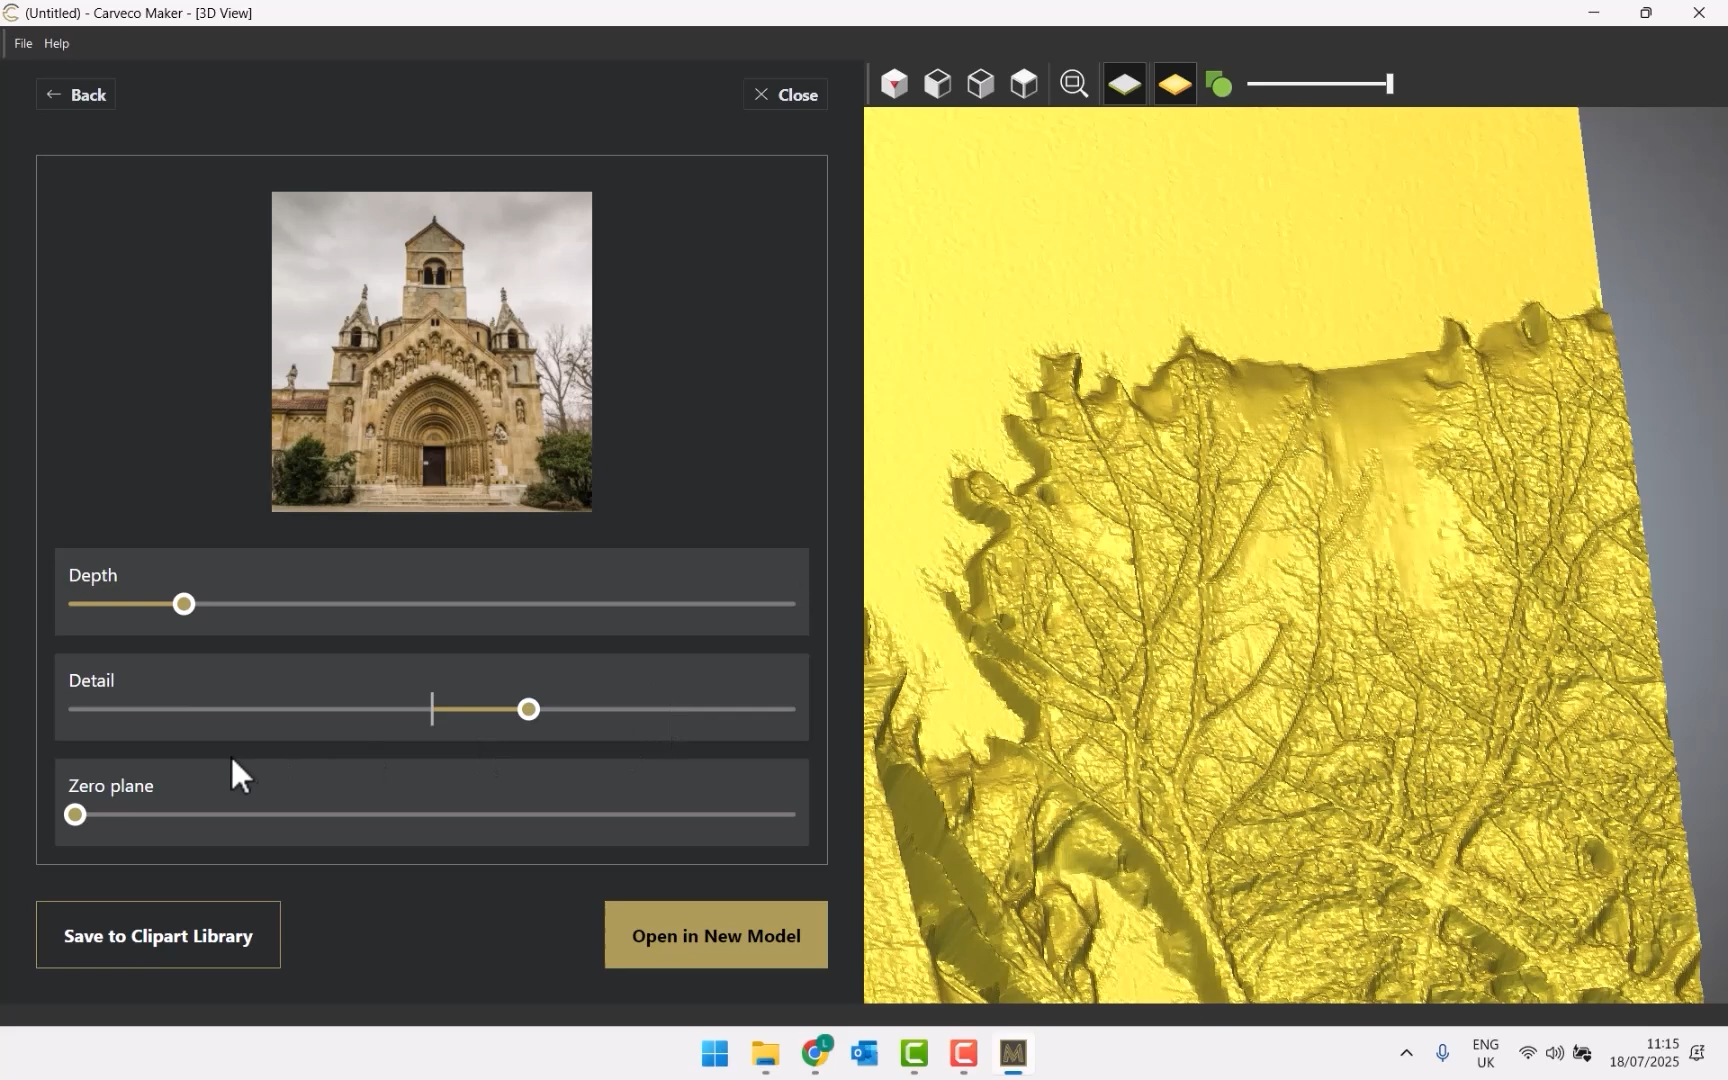 (Untitled) - Carveco Maker - [3D View]
File Help
← Back
Close
Depth
Detail
Zero plane
Save to Clipart Library
Open in New Model
L
M
ENG
UK
11:15
18/07/2025